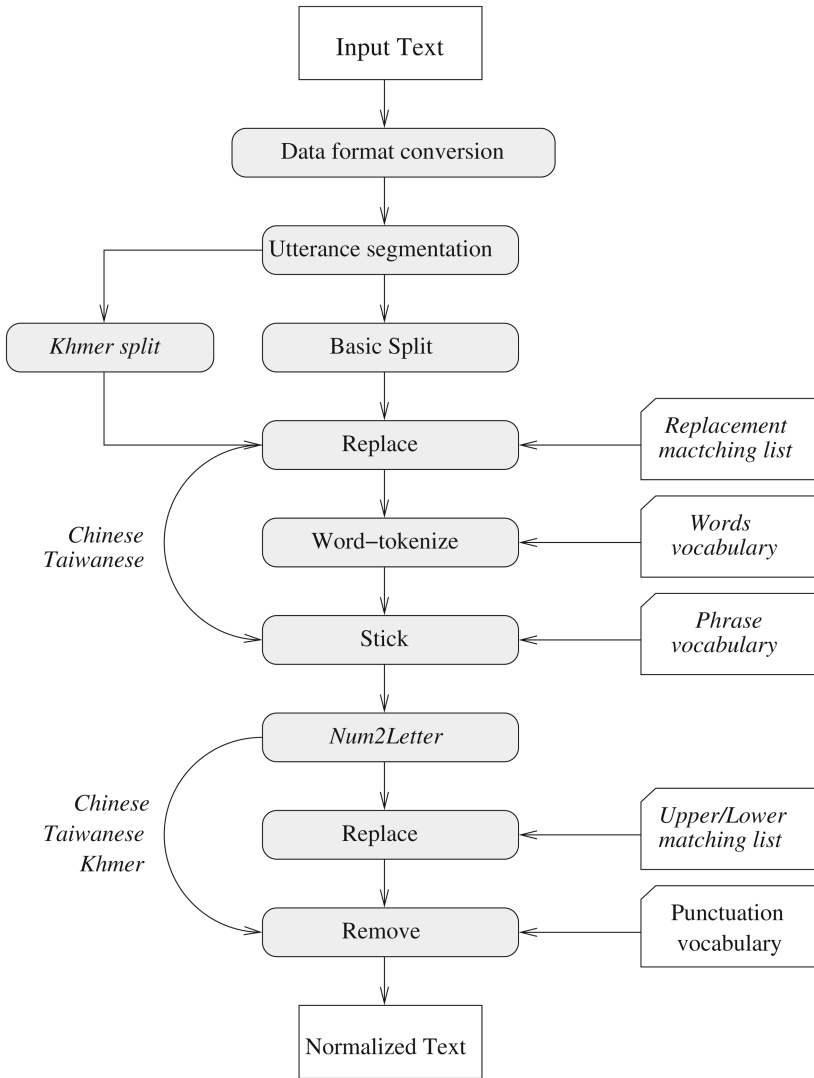 Input Text
Data format conversion
Utterance segmentation
Khmer split
Basic Split
Replace
Replacement
mactching list
Chinese
Taiwanese
Word−tokenize
Words
vocabulary
Stick
Phrase
vocabulary
Num2Letter
Chinese
Taiwanese
Khmer
Replace
Upper/Lower
matching list
Remove
Punctuation
vocabulary
Normalized Text